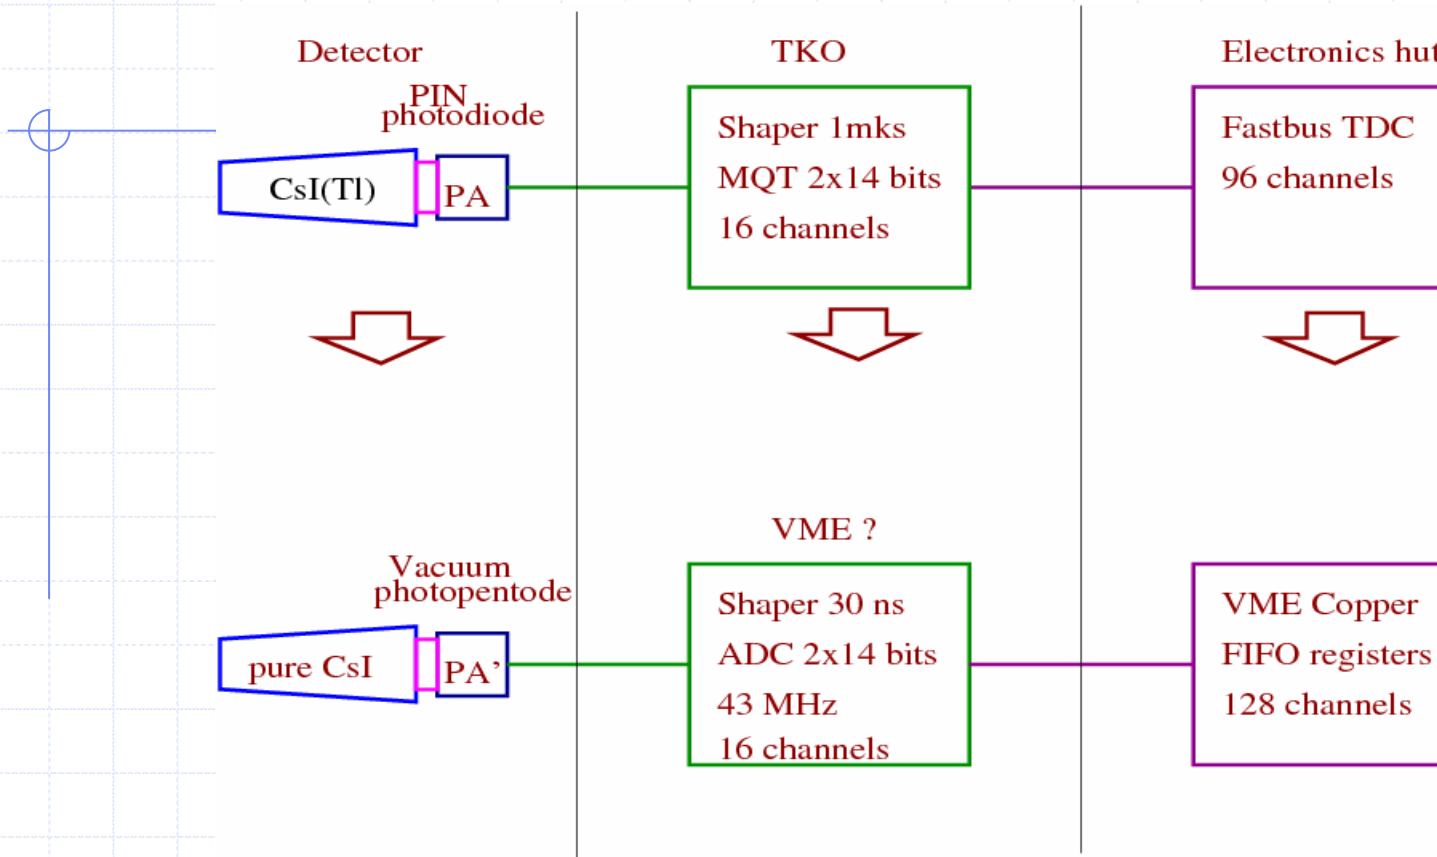 Detector
TKO
Electronics hut
PIN
photodiode
CsI(Tl)
PA
Shaper 1mks
MQT 2x14 bits
16 channels
Fastbus TDC
96 channels
VME ?
Vacuum
photopentode
pure CsI
PA’
Shaper 30 ns
ADC 2x14 bits
43 MHz
16 channels
VME Copper
FIFO registers
128 channels